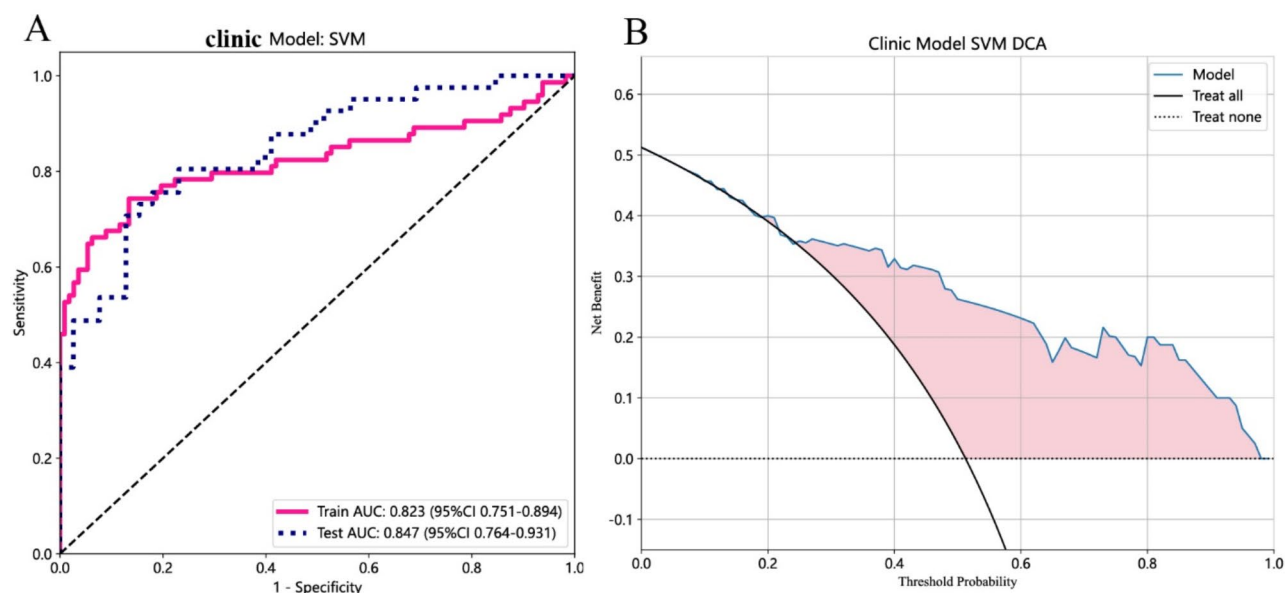 A
clinic Model: SVM
1.0
0.8
0.6
0.4
0.2
0.0
Sensitivity
0.0 0.2 0.4 0.6 0.8 1.0
1 - Specificity
Train AUC: 0.823 (95%CI 0.751-0.894)
Test AUC: 0.847 (95%CI 0.764-0.931)
B
Clinic Model SVM DCA
Model
Treat all
Treat none
0.6
0.5
0.4
0.3
0.2
0.1
0.0
-0.1
Net Benefit
0.0 0.2 0.4 0.6 0.8 1.0
Threshold Probability